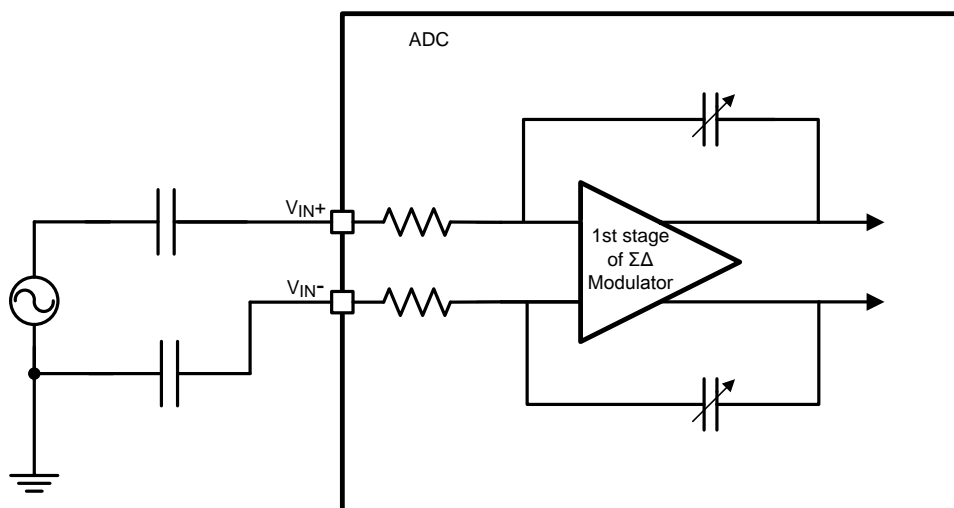 ADC
VIN+
1st stage
of ΣΔ
Modulator
VIN-